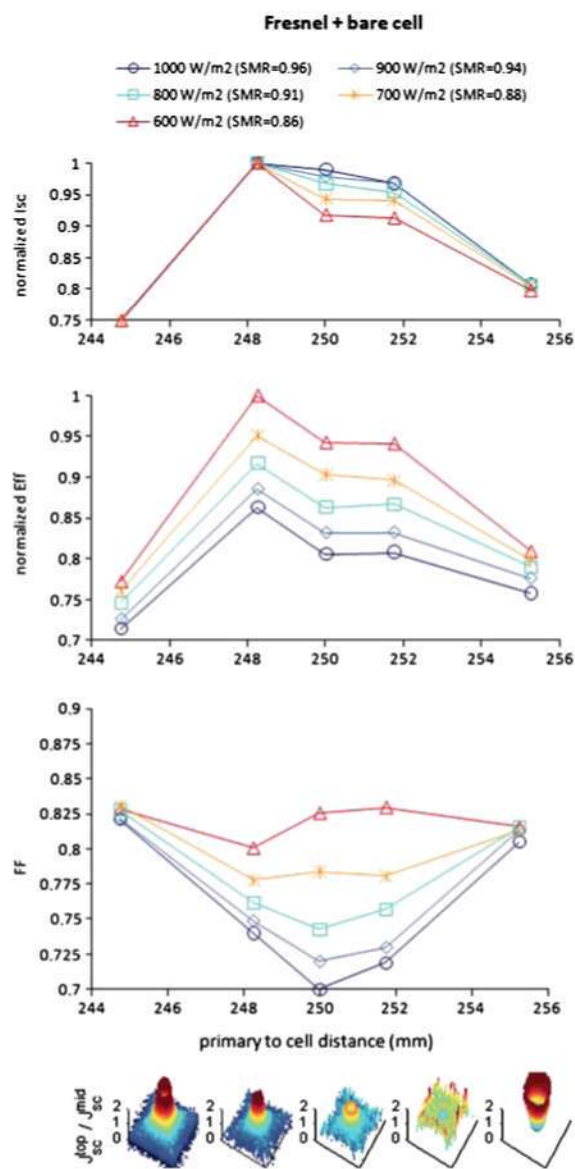 Fresnel + bare cell
1000 W/m2 (SMR=0.96) 900 W/m2 (SMR=0.94)
800 W/m2 (SMR=0.91) 700 W/m2 (SMR=0.88)
600 W/m2 (SMR=0.86)
normalized Isc
1
0.95
0.9
0.85
0.8
0.75
244 246 248 250 252 254 256
normalized Eff
1
0.95
0.9
0.85
0.8
0.75
0.7
244 246 248 250 252 254 256
FF
0.9
0.875
0.85
0.825
0.8
0.775
0.75
0.725
0.7
244 246 248 250 252 254 256
primary to cell distance (mm)
J_sc^top / J_sc^mid
2 2 2 2 2
1 1 1 1 1
0 0 0 0 0